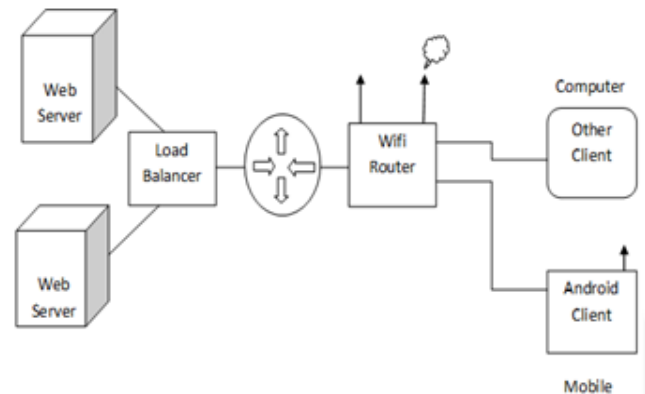 Web
Server
Load
Balancer
Web
Server
Wifi
Router
Computer
Other
Client
Android
Client
Mobile